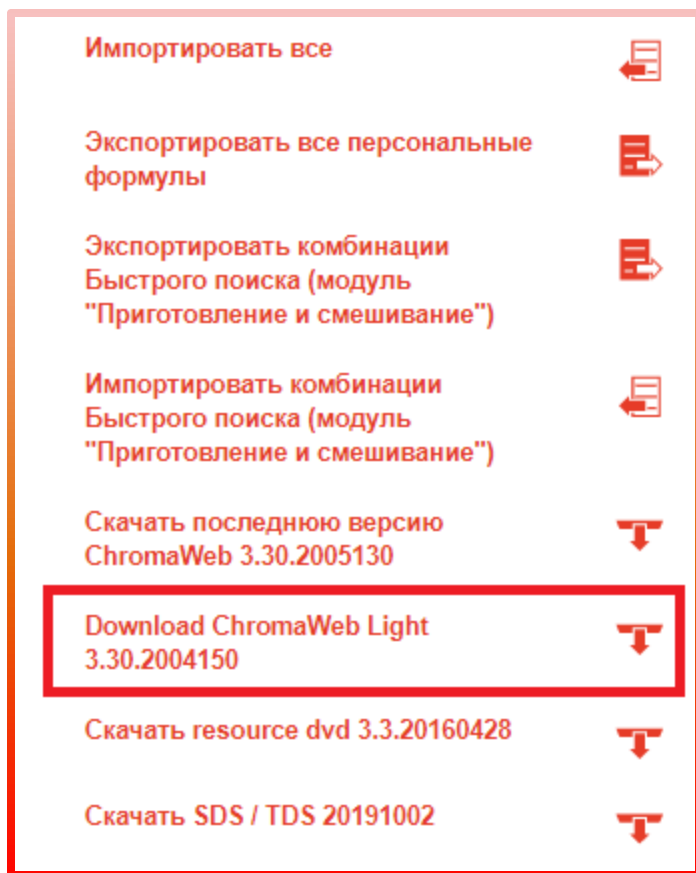 Импортировать все
Экспортировать все персональные
формулы
Экспортировать комбинации
Быстрого поиска (модуль
"Приготовление и смешивание")
Импортировать комбинации
Быстрого поиска (модуль
"Приготовление и смешивание")
Скачать последнюю версию
ChromaWeb 3.30.2005130
Download ChromaWeb Light
3.30.2004150
Скачать resource dvd 3.3.20160428
Скачать SDS / TDS 20191002